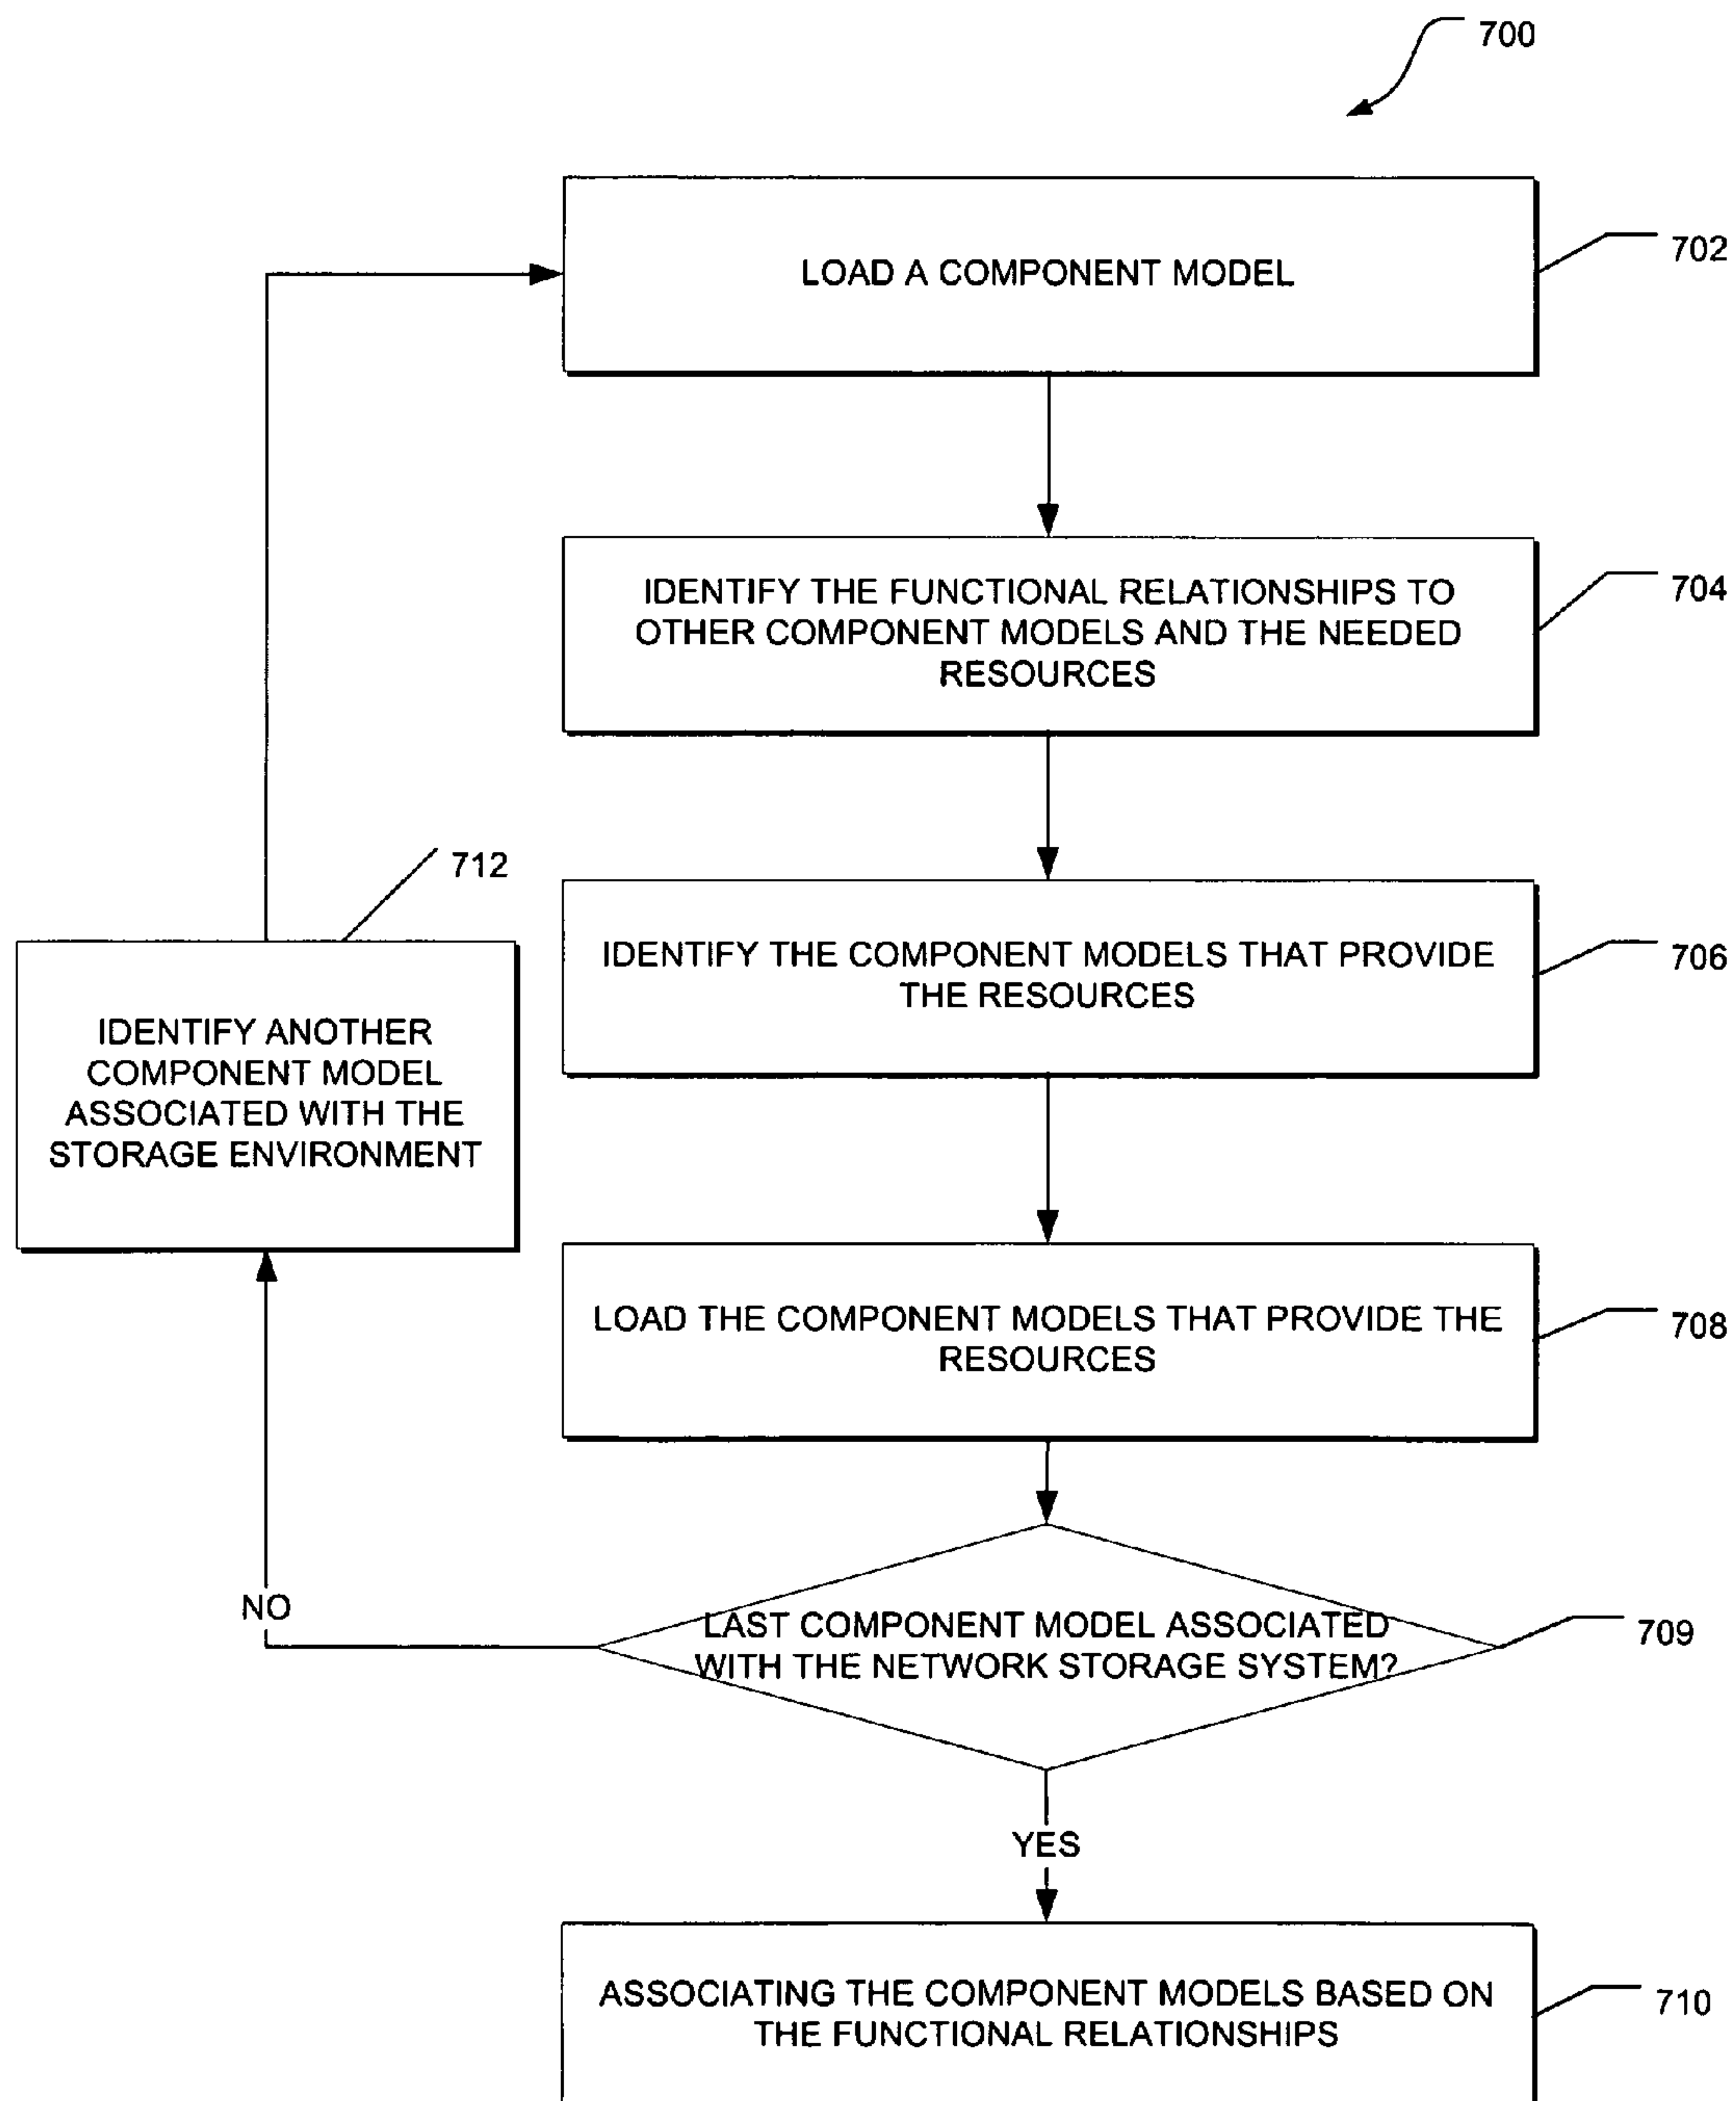 700
LOAD A COMPONENT MODEL
702
IDENTIFY THE FUNCTIONAL RELATIONSHIPS TO
OTHER COMPONENT MODELS AND THE NEEDED
RESOURCES
704
712
IDENTIFY THE COMPONENT MODELS THAT PROVIDE
THE RESOURCES
706
IDENTIFY ANOTHER
COMPONENT MODEL
ASSOCIATED WITH THE
STORAGE ENVIRONMENT
LOAD THE COMPONENT MODELS THAT PROVIDE THE
RESOURCES
708
NO
LAST COMPONENT MODEL ASSOCIATED
WITH THE NETWORK STORAGE SYSTEM?
709
YES
ASSOCIATING THE COMPONENT MODELS BASED ON
THE FUNCTIONAL RELATIONSHIPS
710